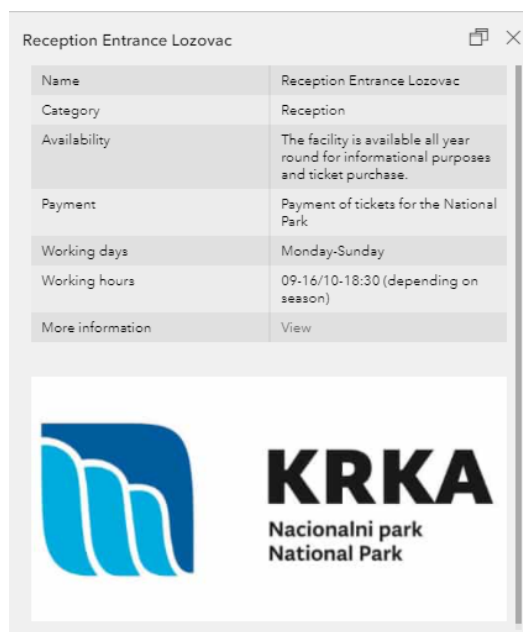 Reception Entrance Lozovac
Name Reception Entrance Lozovac
Category Reception
Availability The facility is available all year
round for informational purposes
and ticket purchase.
Payment Payment of tickets for the National
Park
Working days Monday-Sunday
Working hours 09-16/10-18:30 (depending on
season)
More information View
KRKA
Nacionalni park
National Park